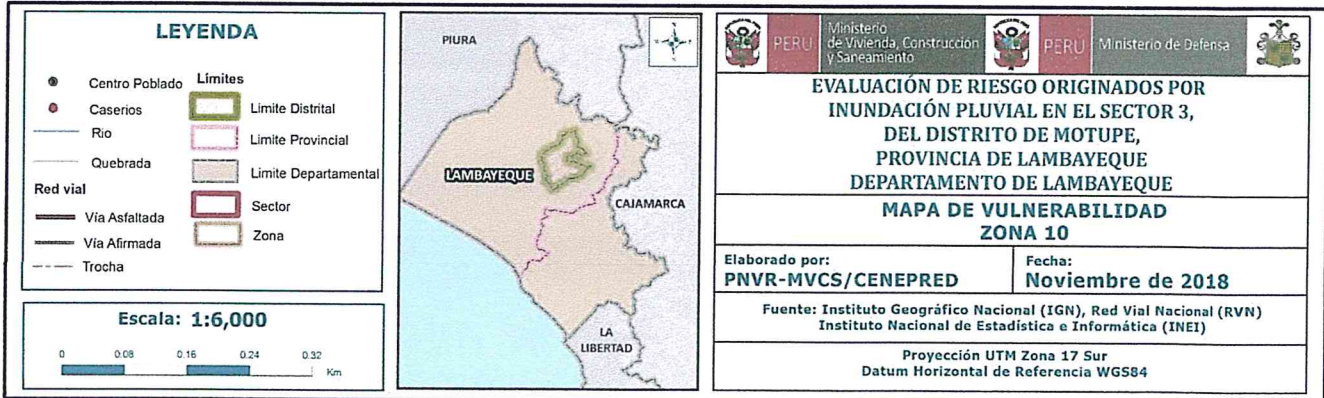 LEYENDA
Centro Poblado
Caserios
Rio
Quebrada
Red vial
Vía Asfaltada
Vía Afirmada
Trocha
Límites
Limite Distrital
Limite Provincial
Limite Departamental
Sector
Zona
Escala: 1:6,000
0 0.08 0.16 0.24 0.32
Km
PIURA
LAMBAYEQUE
CAJAMARCA
LA
LIBERTAD
PERÚ
Ministerio
de Vivienda, Construcción
y Saneamiento
PERÚ
Ministerio de Defensa
EVALUACIÓN DE RIESGO ORIGINADOS POR
INUNDACIÓN PLUVIAL EN EL SECTOR 3,
DEL DISTRITO DE MOTUPE,
PROVINCIA DE LAMBAYEQUE
DEPARTAMENTO DE LAMBAYEQUE
MAPA DE VULNERABILIDAD
ZONA 10
Elaborado por:
PNVR-MVCS/CENEPRED
Fecha:
Noviembre de 2018
Fuente: Instituto Geográfico Nacional (IGN), Red Vial Nacional (RVN)
Instituto Nacional de Estadística e Informática (INEI)
Proyección UTM Zona 17 Sur
Datum Horizontal de Referencia WGS84